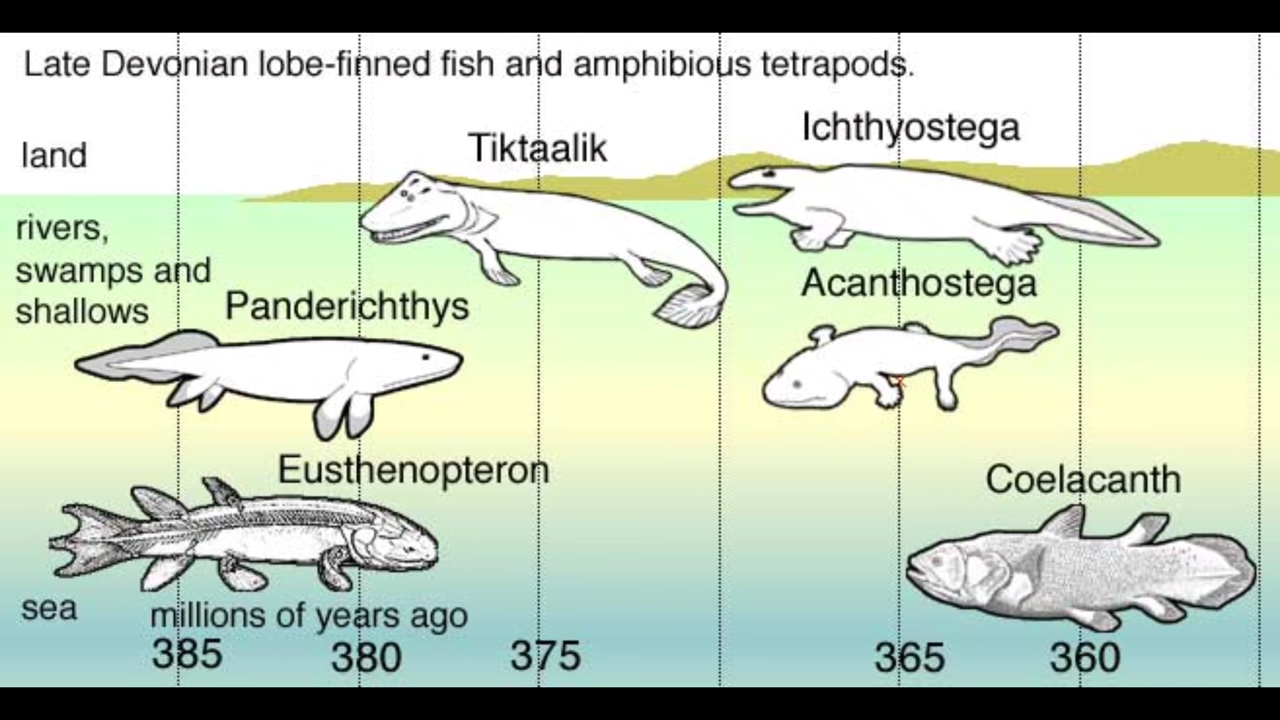 Late Devonian lobe-finned fish and amphibious tetrapods.
Ichthyostega
Tiktaalik
land
rivers,
swamps and
shallows
Acanthostega
Panderichthys
Eusthenopteron
Coelacanth
sea
millions of years ago
385 380 375 365 360